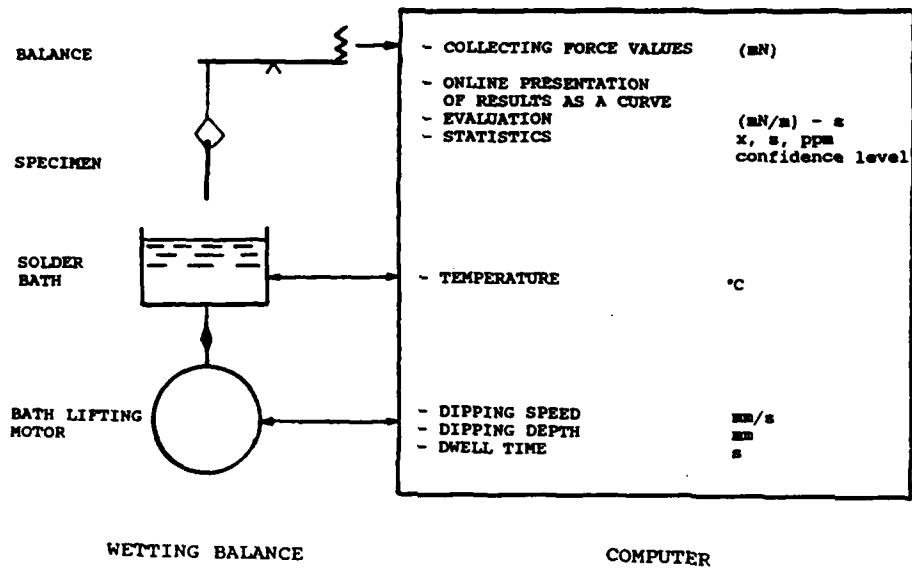 BALANCE
SPECIMEN
SOLDER
BATH
BATH LIFTING
MOTOR
- COLLECTING FORCE VALUES (mN)
- ONLINE PRESENTATION
OF RESULTS AS A CURVE
- EVALUATION (mN/m) - s
- STATISTICS x, s, ppm
confidence level
- TEMPERATURE °C
- DIPPING SPEED mm/s
- DIPPING DEPTH mm
- DWELL TIME s
WETTING BALANCE COMPUTER